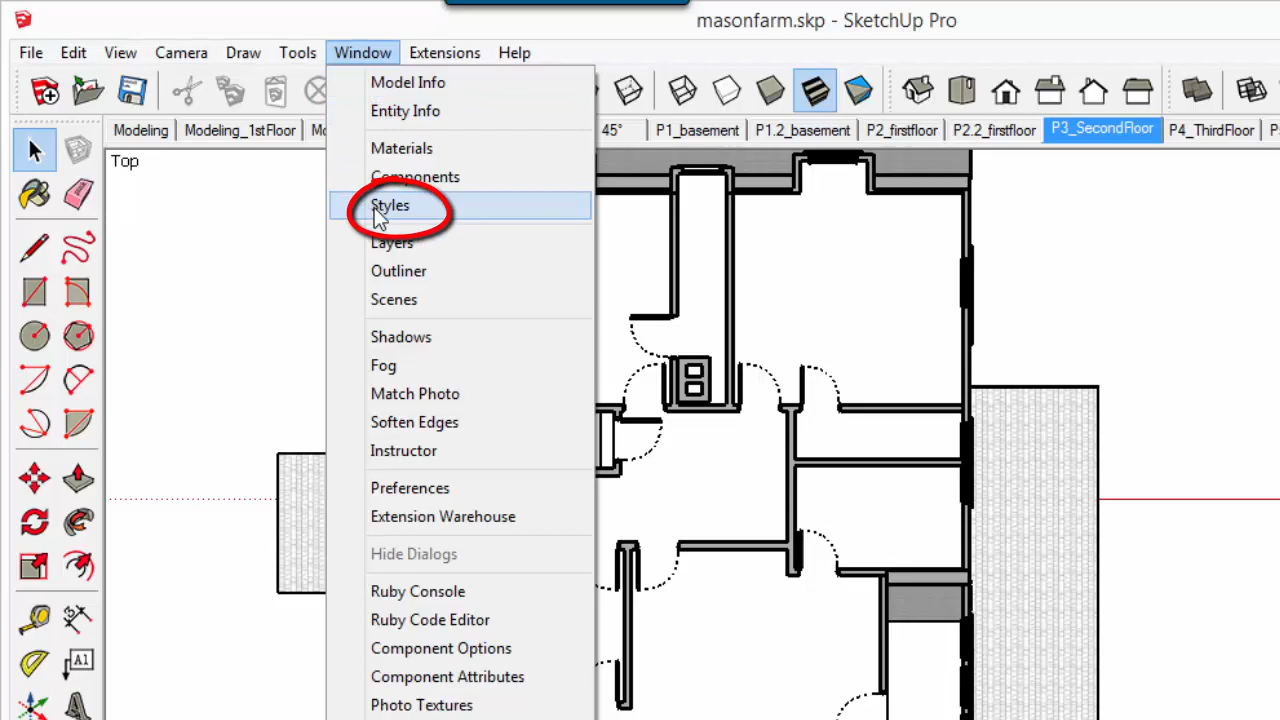 masonfarm.skp - SketchUp Pro
File Edit View Camera Draw Tools Window Extensions Help
Modeling Modeling_1stFloor Mo 45° P1_basement P1.2_basement P2_firstfloor P2.2_firstfloor P3_SecondFloor P4_ThirdFloor
Top
Model Info
Entity Info
Materials
Components
Styles
Layers
Outliner
Scenes
Shadows
Fog
Match Photo
Soften Edges
Instructor
Preferences
Extension Warehouse
Hide Dialogs
Ruby Console
Ruby Code Editor
Component Options
Component Attributes
Photo Textures
A1